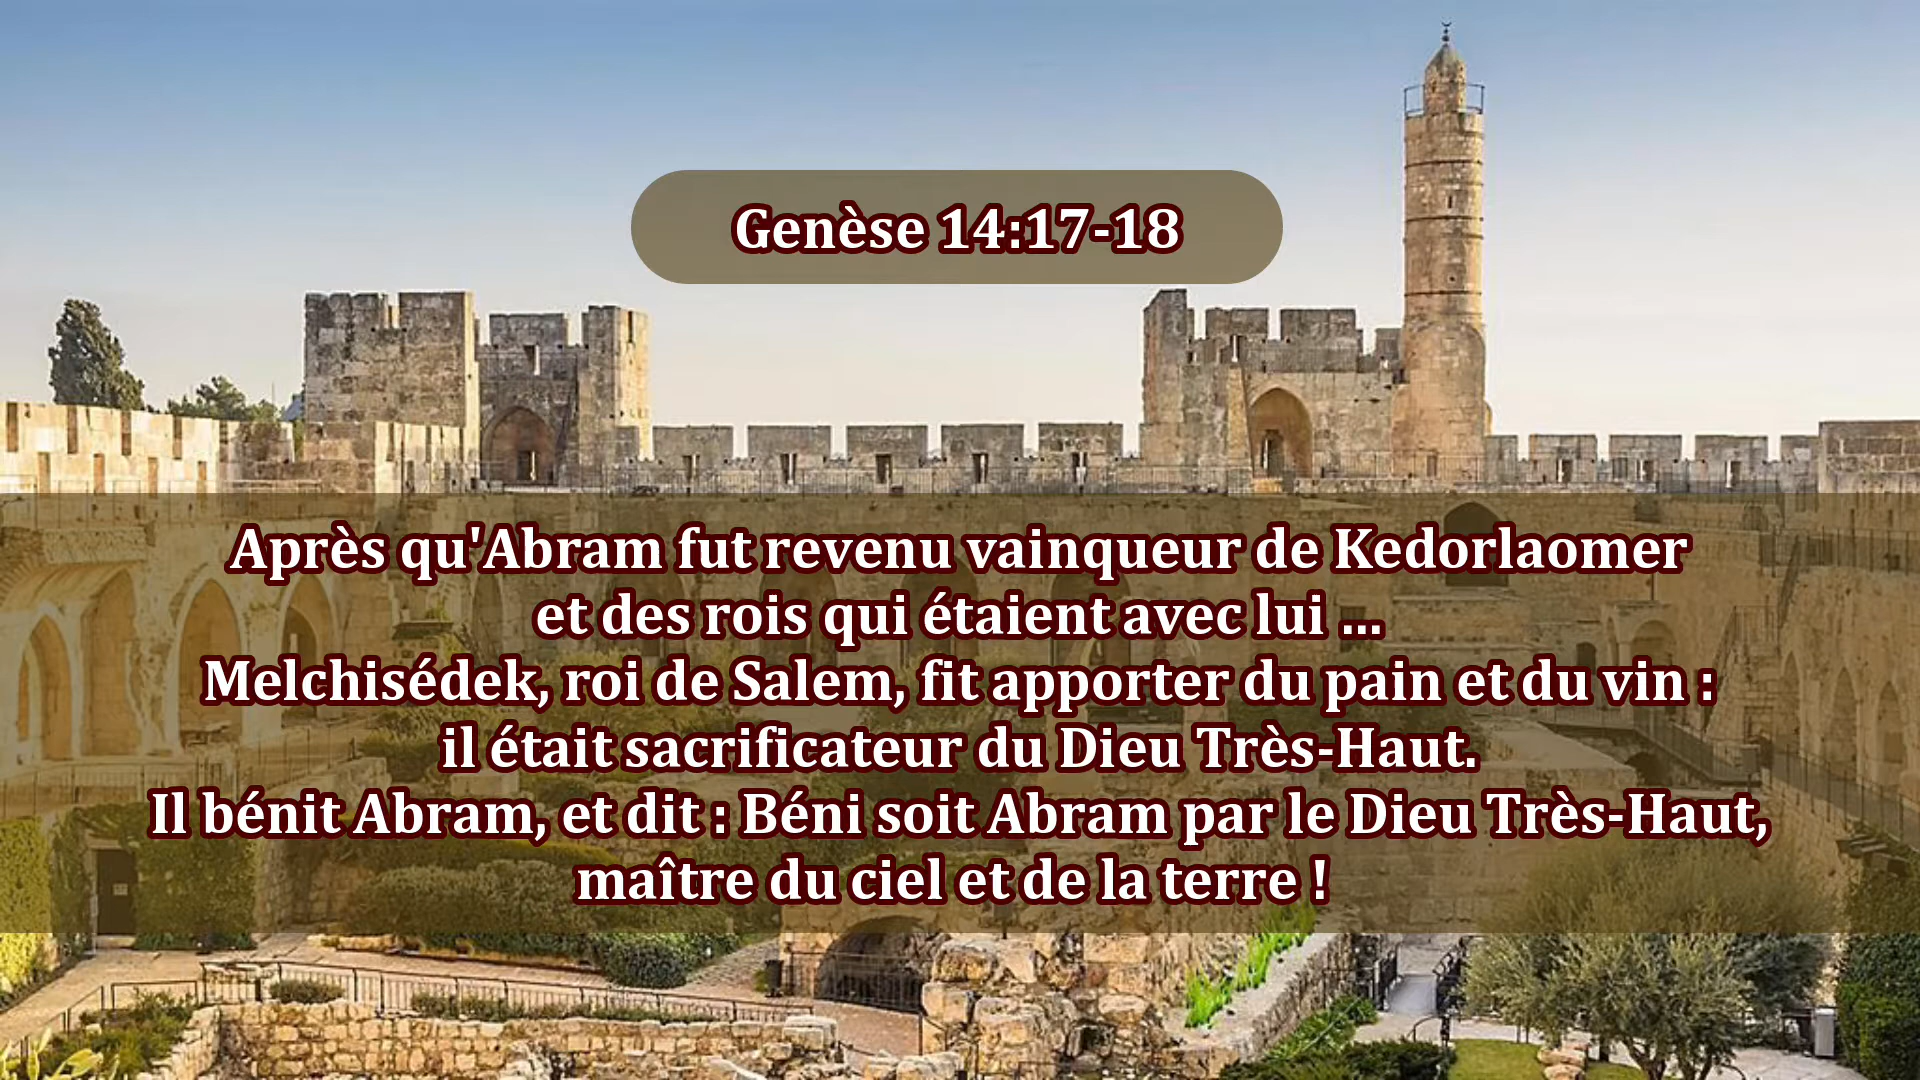 Genèse 14:17-18
Après qu'Abram fut revenu vainqueur de Kedorlaomer
et des rois qui étaient avec lui ...
Melchisédek, roi de Salem, fit apporter du pain et du vin :
il était sacrificateur du Dieu Très-Haut.
Il bénit Abram, et dit : Béni soit Abram par le Dieu Très-Haut,
maître du ciel et de la terre !